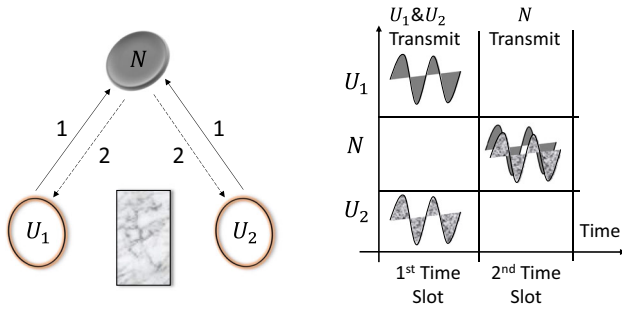 N
1
1
2
2
U₁
U₂
U₁&U₂ N
Transmit Transmit
U₁
N
U₂
Time
1ˢᵗ Time 2ⁿᵈ Time
Slot Slot